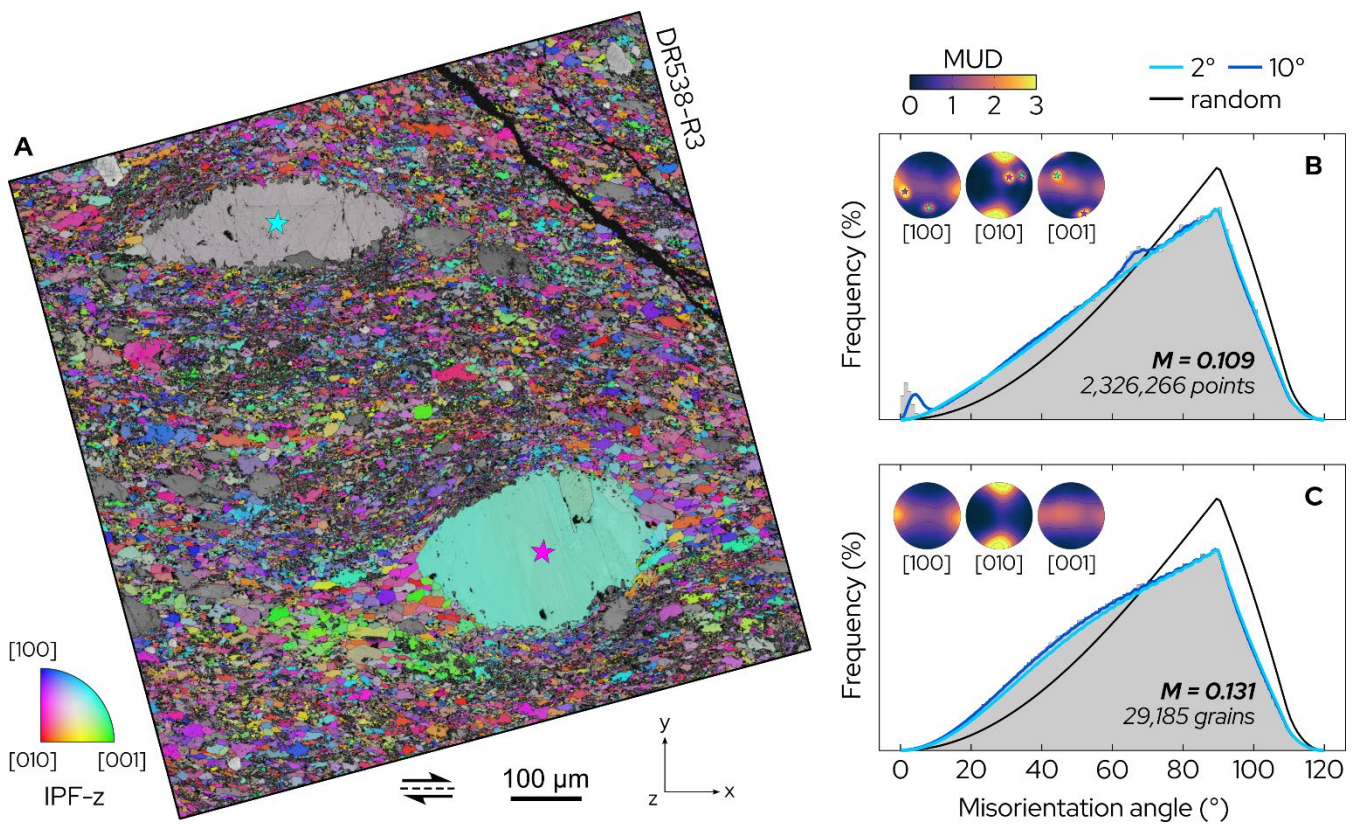 A
DR538-R3
[100]
[010] [001]
IPF-z
100 µm
y
z x
MUD
0 1 2 3
2° 10°
random
B
[100] [010] [001]
Frequency (%)
M = 0.109
2,326,266 points
C
[100] [010] [001]
Frequency (%)
M = 0.131
29,185 grains
0 20 40 60 80 100 120
Misorientation angle (°)